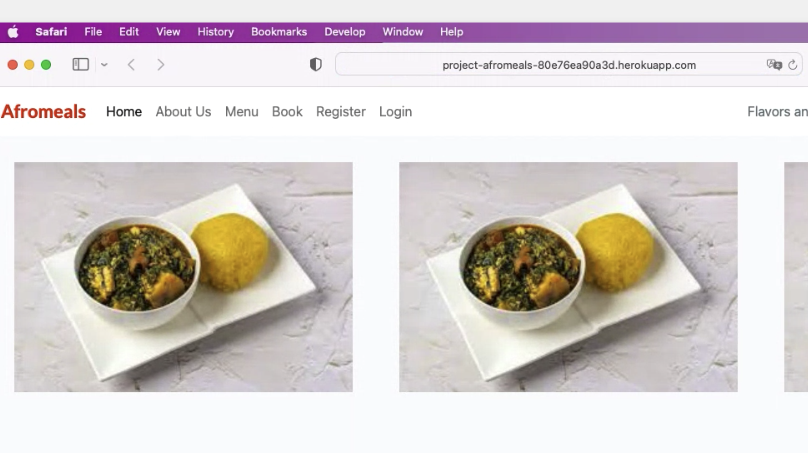 Safari File Edit View History Bookmarks Develop Window Help
project-afromeals-80e76ea90a3d.herokuapp.com
Afromeals Home About Us Menu Book Register Login Flavors an